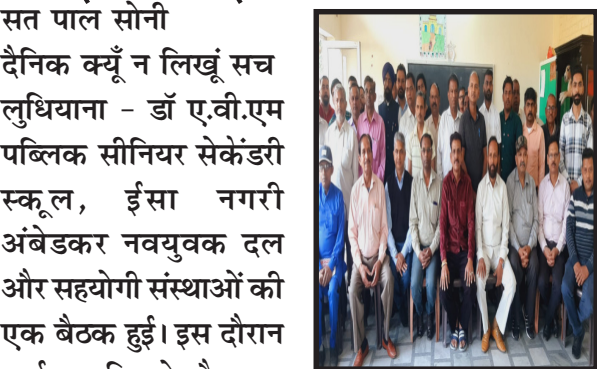 सत पाल सोनी
दैनिक क्यूँ न लिखूं सच
लुधियाना - डॉ ए.वी.एम
पब्लिक सीनियर सेकेंडरी
स्कूल, ईसा नगरी
अंबेडकर नवयुवक दल
और सहयोगी संस्थाओं की
एक बैठक हुई। इस दौरान